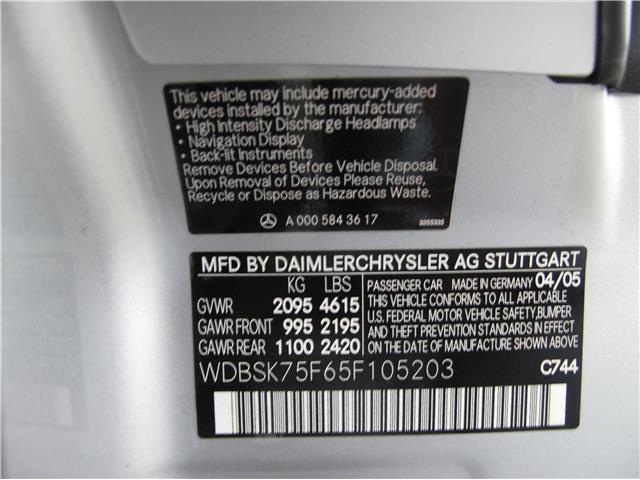 This vehicle may include mercury-added
devices installed by the manufacturer:
• High Intensity Discharge Headlamps
• Navigation Display
• Back-lit Instruments
Remove Devices Before Vehicle Disposal.
Upon Removal of Devices Please Reuse,
Recycle or Dispose as Hazardous Waste.
A 000 584 36 17
3355335
MFD BY DAIMLERCHRYSLER AG STUTTGART
KG LBS
GVWR 2095 4615
GAWR FRONT 995 2195
GAWR REAR 1100 2420
PASSENGER CAR MADE IN GERMANY 04/05
THIS VEHICLE CONFORMS TO ALL APPLICABLE
U.S. FEDERAL MOTOR VEHICLE SAFETY, BUMPER
AND THEFT PREVENTION STANDARDS IN EFFECT
ON THE DATE OF MANUFACTURE SHOWN ABOVE.
WDBSK75F65F105203
C744